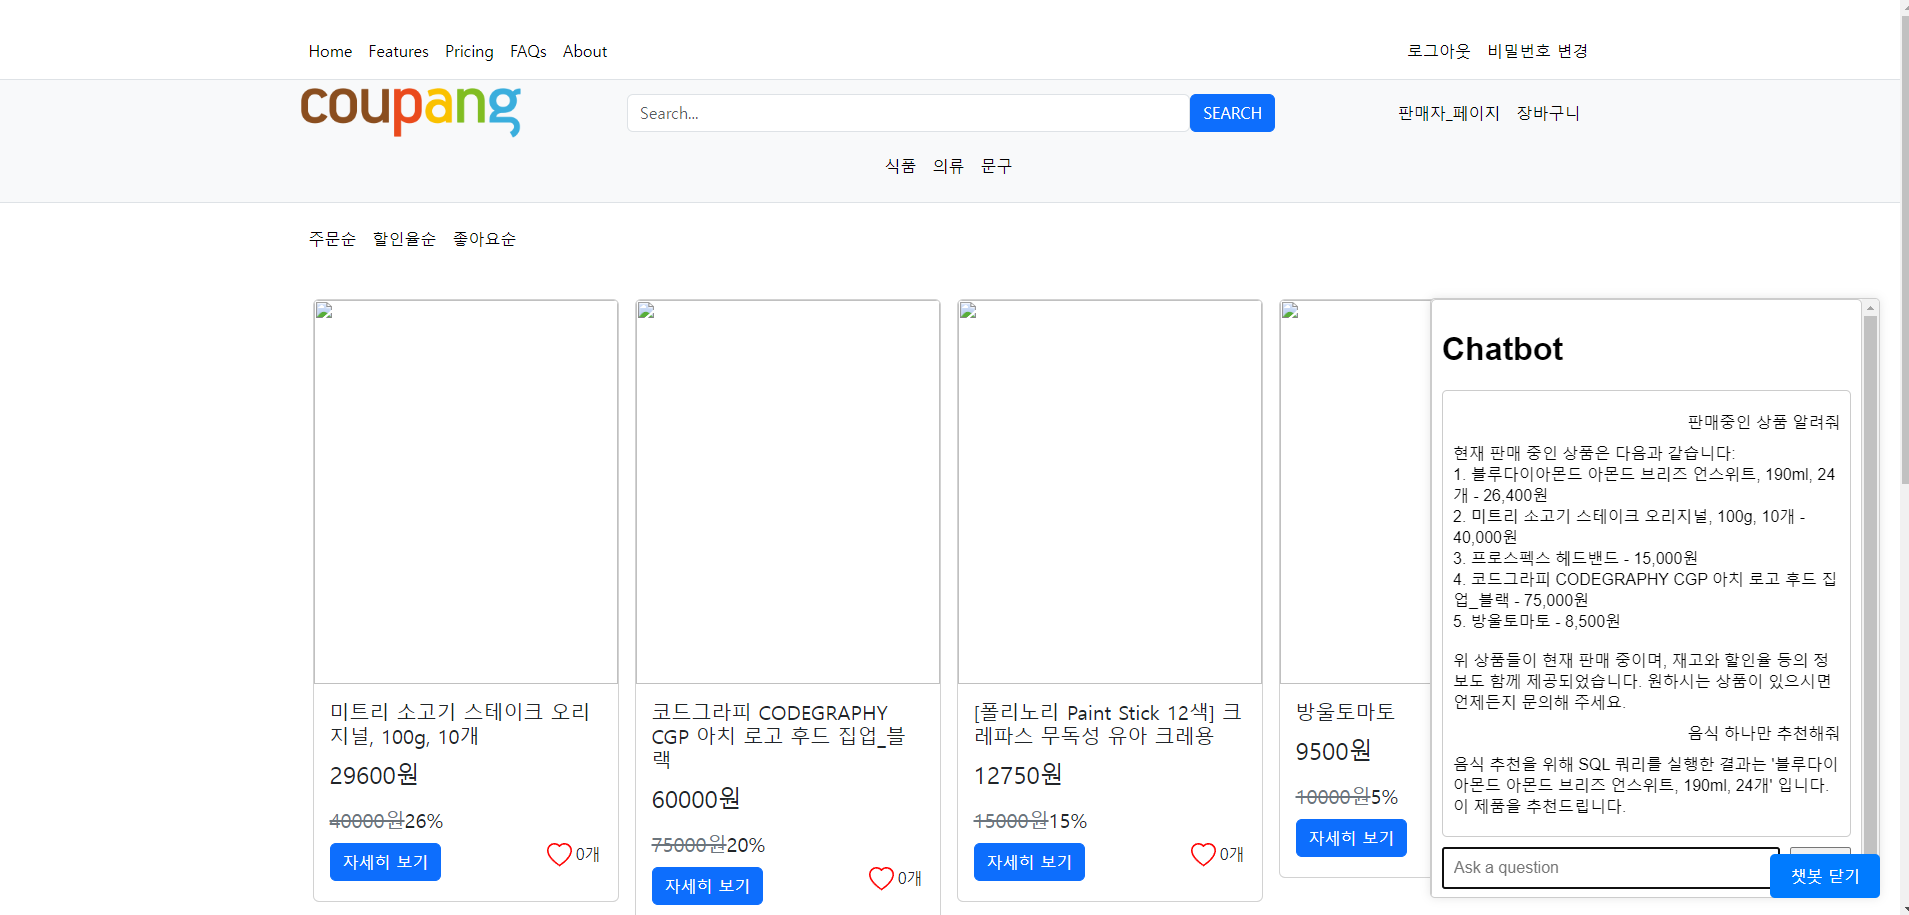 Home Features Pricing FAQs About 로그아웃 비밀번호 변경
coupang Search... SEARCH 판매자_페이지 장바구니
식품 의류 문구
주문순 할인율순 좋아요순
미트리 소고기 스테이크 오리
지널, 100g, 10개
29600원
40000원26%
자세히 보기 0개
코드그라피 CODEGRAPHY
CGP 아치 로고 후드 집업_블
랙
60000원
75000원20%
자세히 보기 0개
[폴리노리 Paint Stick 12색] 크
레파스 무독성 유아 크레용
12750원
15000원15%
자세히 보기 0개
방울토마토
9500원
10000원5%
자세히 보기
Chatbot
판매중인 상품 알려줘
현재 판매 중인 상품은 다음과 같습니다:
1. 블루다이아몬드 아몬드 브리즈 언스위트, 190ml, 24
개 - 26,400원
2. 미트리 소고기 스테이크 오리지널, 100g, 10개 -
40,000원
3. 프로스펙스 헤드밴드 - 15,000원
4. 코드그라피 CODEGRAPHY CGP 아치 로고 후드 집
업_블랙 - 75,000원
5. 방울토마토 - 8,500원
위 상품들이 현재 판매 중이며, 재고와 할인율 등의 정
보도 함께 제공되었습니다. 원하시는 상품이 있으시면
언제든지 문의해 주세요.
음식 하나만 추천해줘
음식 추천을 위해 SQL 쿼리를 실행한 결과는 '블루다이
아몬드 아몬드 브리즈 언스위트, 190ml, 24개' 입니다.
이 제품을 추천드립니다.
Ask a question
챗봇 닫기